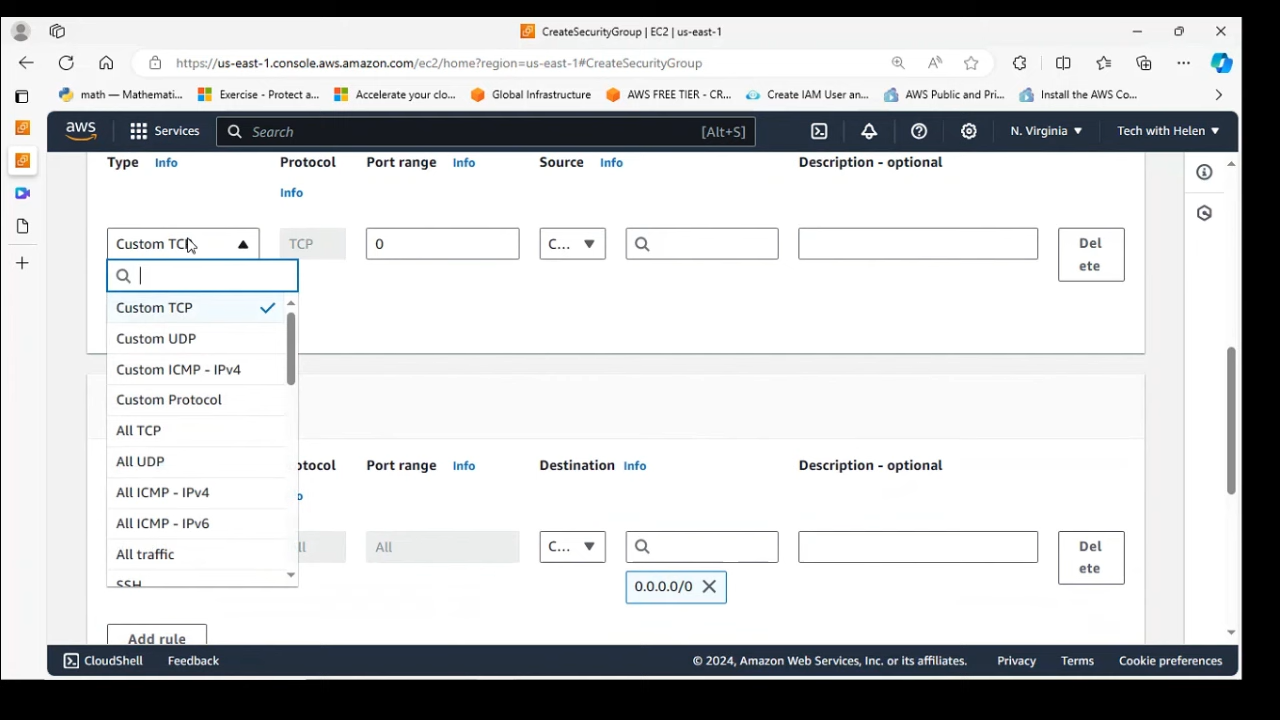 CreateSecurityGroup | EC2 | us-east-1
https://us-east-1.console.aws.amazon.com/ec2/home?region=us-east-1#CreateSecurityGroup
math — Mathemati...
Exercise - Protect a...
Accelerate your clo...
Global Infrastructure
AWS FREE TIER - CR...
Create IAM User an...
AWS Public and Pri...
Install the AWS Co...
aws
Services
Search
[Alt+S]
N. Virginia
Tech with Helen
Type Info
Protocol
Info
Port range Info
Source Info
Description - optional
Custom TCP
TCP
0
C...
Del
ete
Custom TCP
Custom UDP
Custom ICMP - IPv4
Custom Protocol
All TCP
All UDP
All ICMP - IPv4
All ICMP - IPv6
All traffic
SSH
otocol
o
Port range Info
Destination Info
Description - optional
ll
All
C...
0.0.0.0/0
Del
ete
Add rule
CloudShell
Feedback
© 2024, Amazon Web Services, Inc. or its affiliates.
Privacy
Terms
Cookie preferences